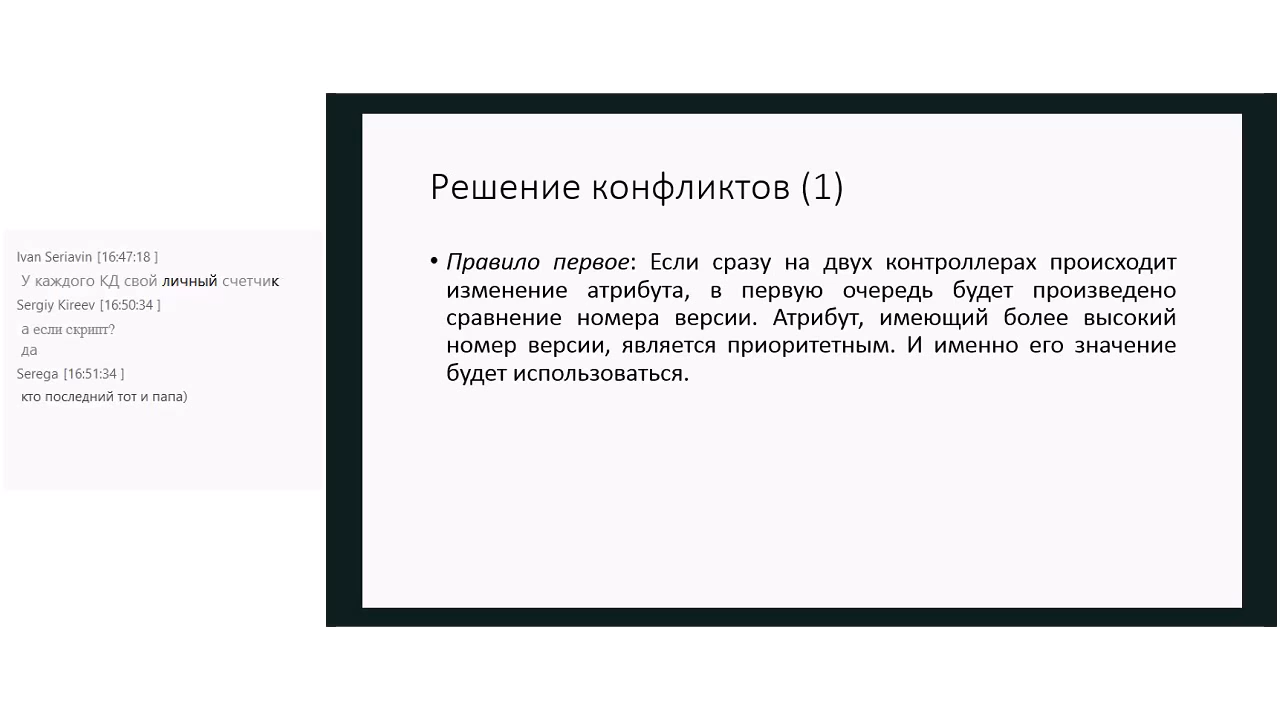 Ivan Seriavin [16:47:18 ]
У каждого КД свой личный счетчик
Sergiy Kireev [16:50:34 ]
а если скрипт?
да
Serega [16:51:34 ]
кто последний тот и папа)
Решение конфликтов (1)
• Правило первое: Если сразу на двух контроллерах происходит
изменение атрибута, в первую очередь будет произведено
сравнение номера версии. Атрибут, имеющий более высокий
номер версии, является приоритетным. И именно его значение
будет использоваться.